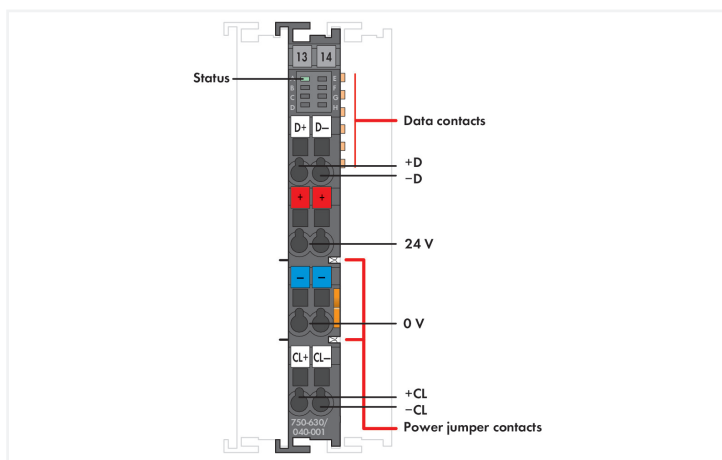 13 14
Status
A E
B F
C G
D H
Data contacts
D+ D−
+D
−D
+ +
24 V
− −
0 V
CL+ CL−
+CL
−CL
750-630/
040-001
Power jumper contacts